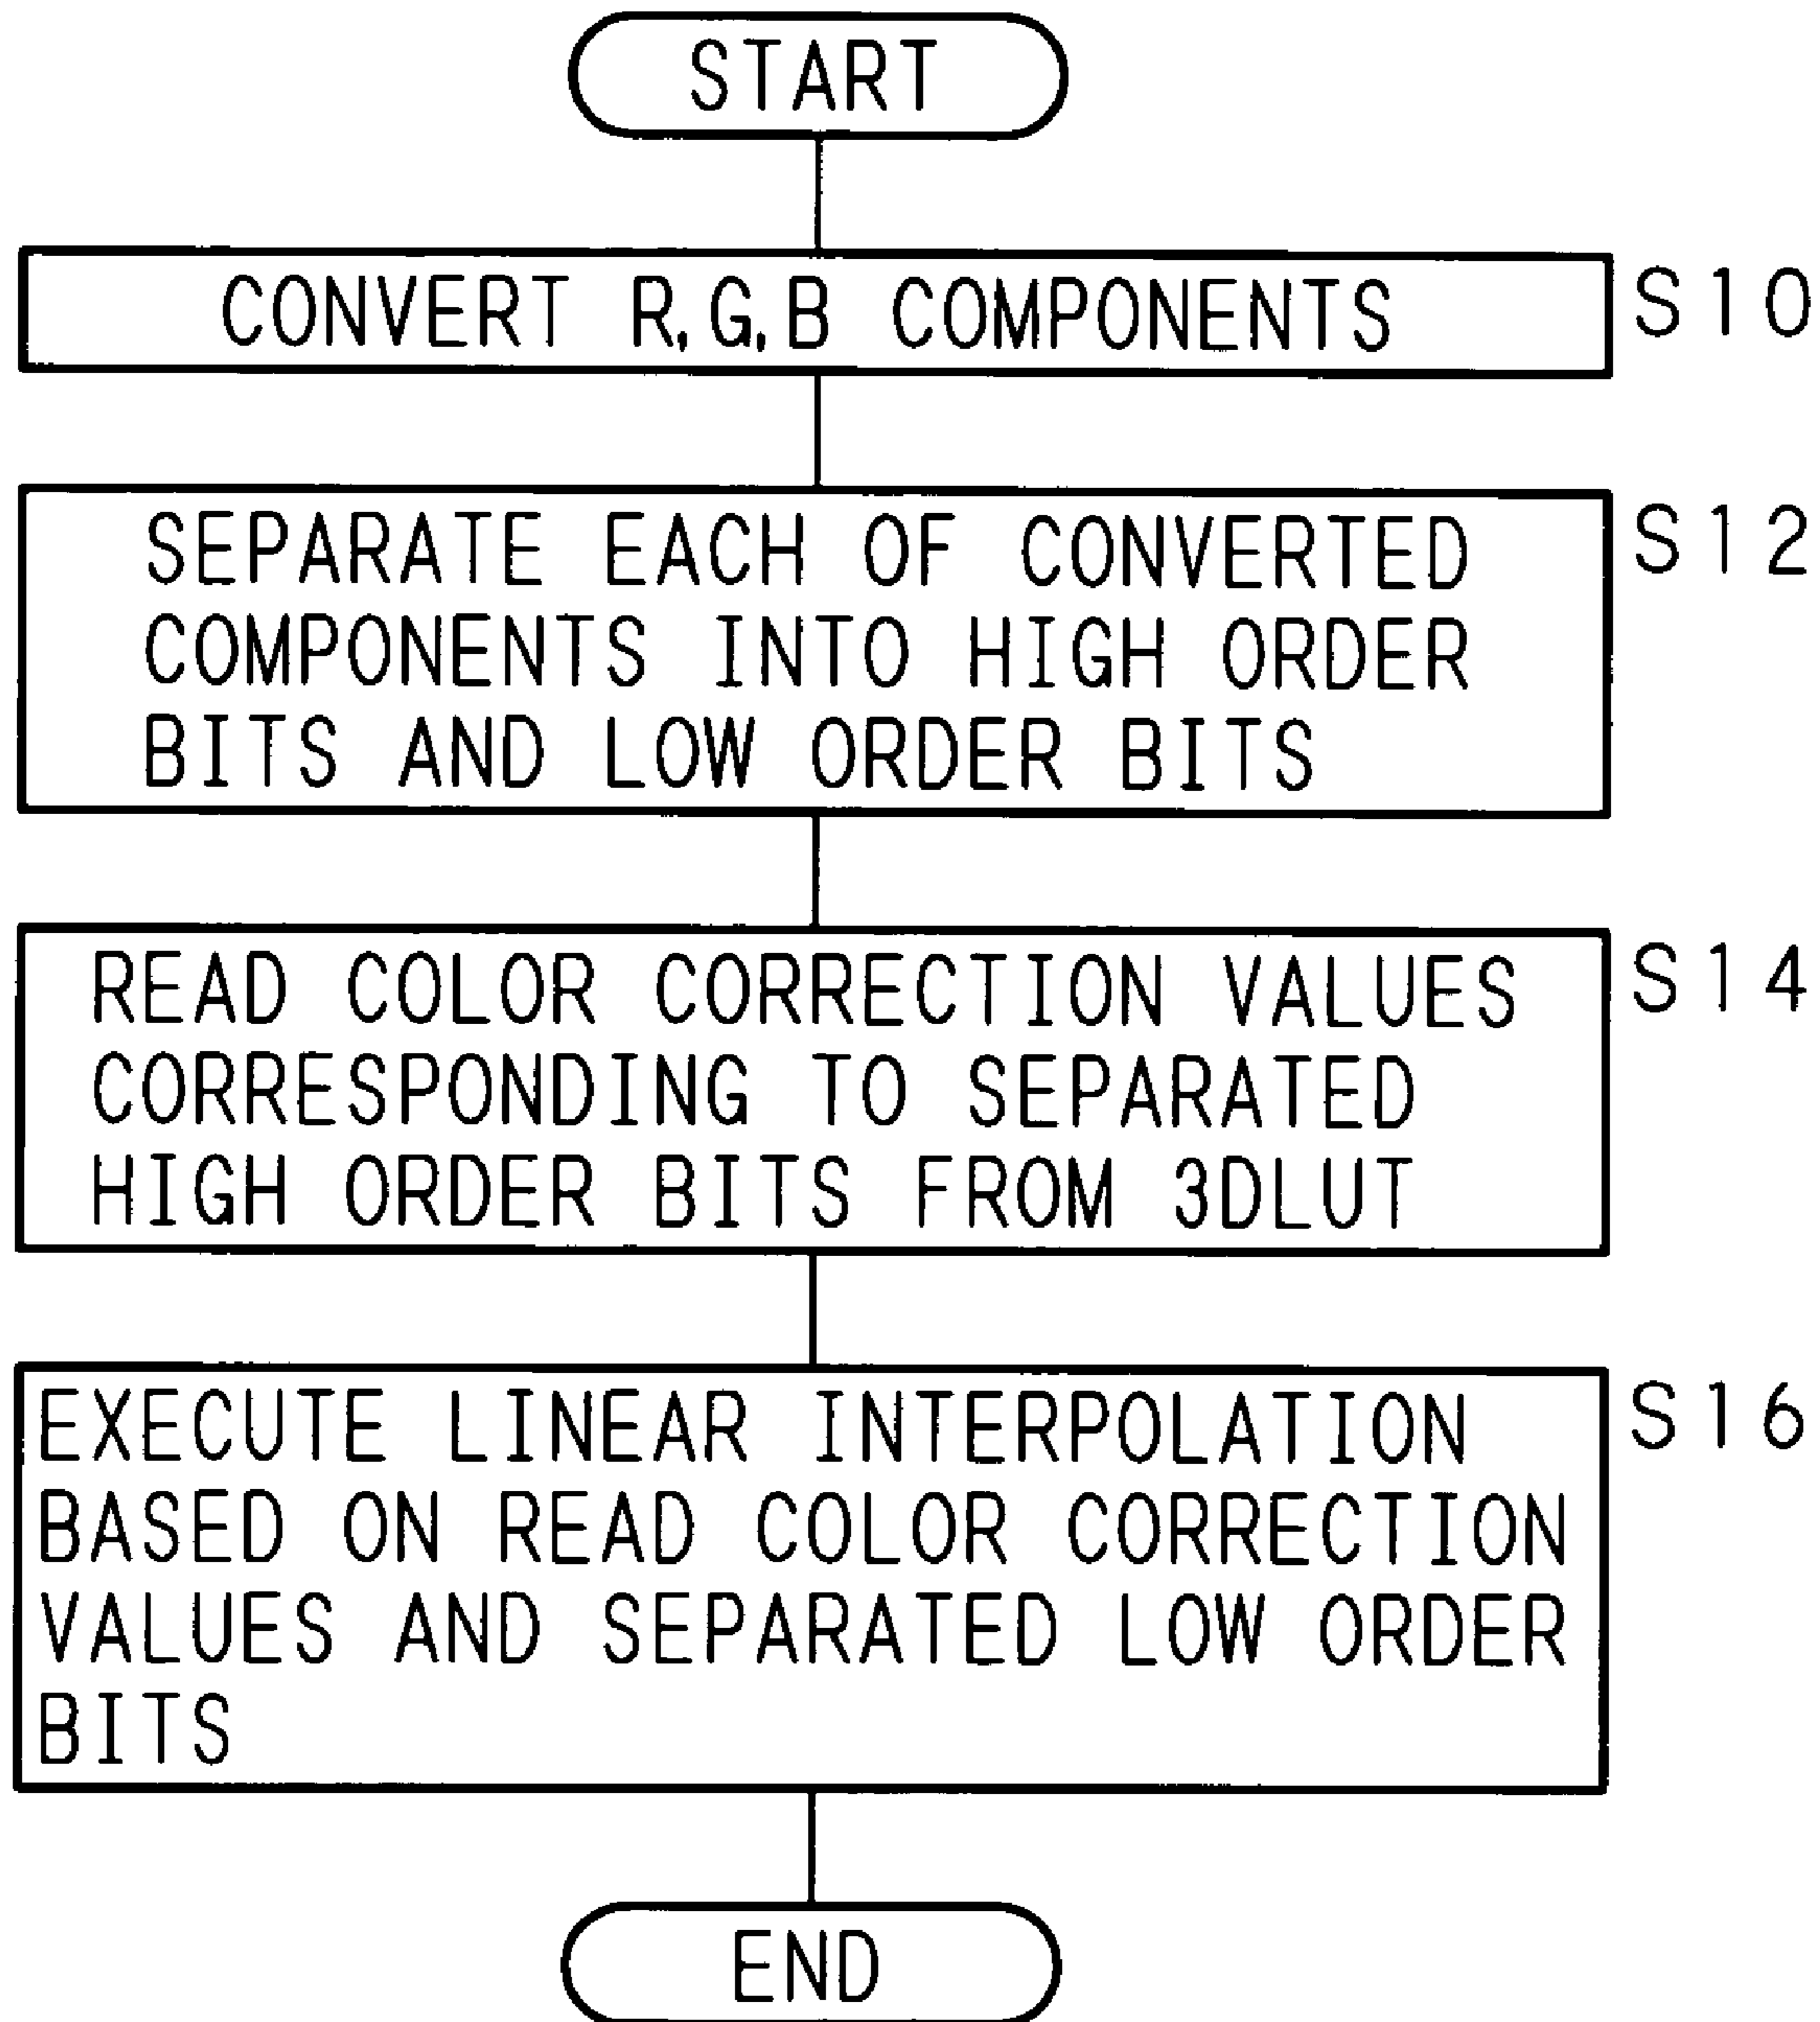 START
CONVERT R,G,B COMPONENTS
S10
SEPARATE EACH OF CONVERTED
COMPONENTS INTO HIGH ORDER
BITS AND LOW ORDER BITS
S12
READ COLOR CORRECTION VALUES
CORRESPONDING TO SEPARATED
HIGH ORDER BITS FROM 3DLUT
S14
EXECUTE LINEAR INTERPOLATION
BASED ON READ COLOR CORRECTION
VALUES AND SEPARATED LOW ORDER
BITS
S16
END